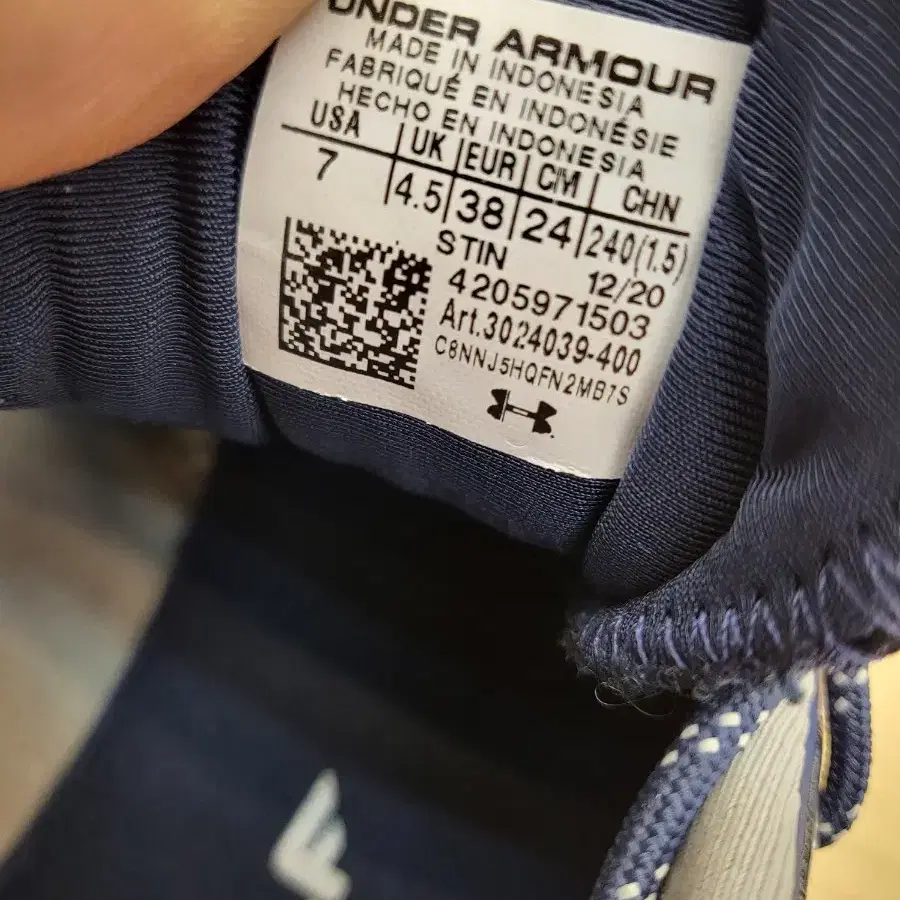 UNDER ARMOUR
MADE IN INDONESIA
FABRIQUÉ EN INDONÉSIE
HECHO EN INDONESIA
USA UK EUR CM CHN
7 4.5 38 24 240(1.5)
STIN 12/20
4205971503
Art.3024039-400
C8NNJ5HQFN2MB7S